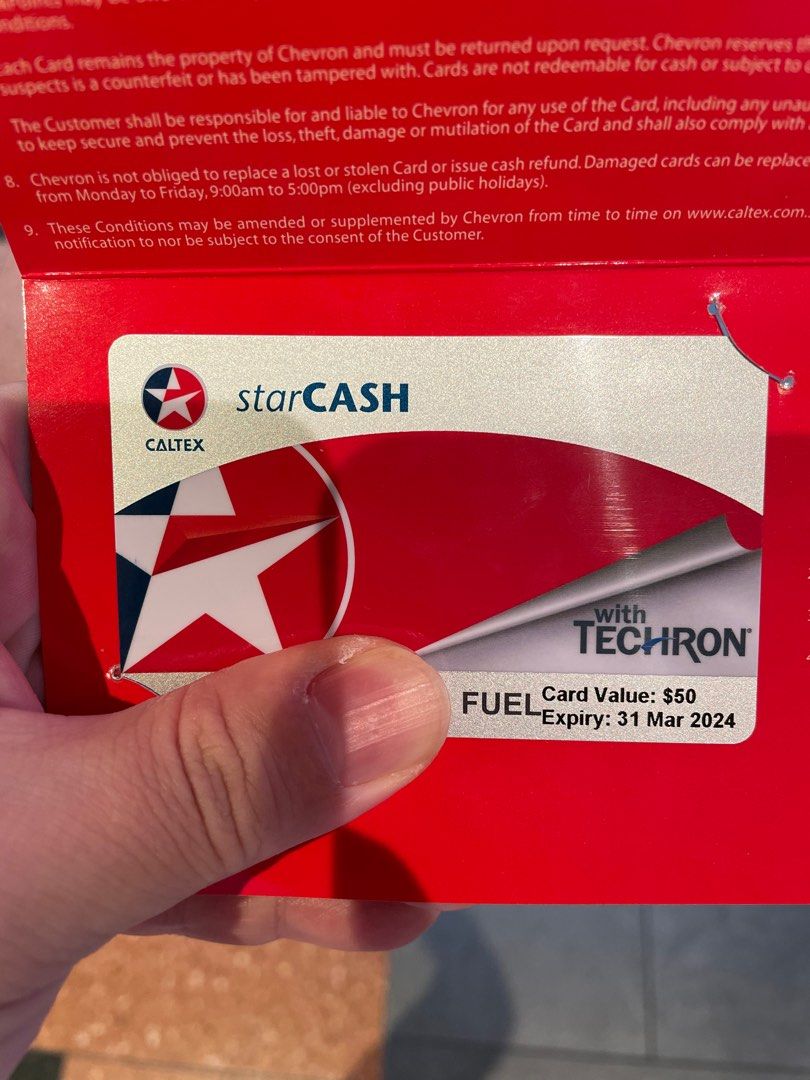 nditions.
ach Card remains the property of Chevron and must be returned upon request. Chevron reserves
suspects is a counterfeit or has been tampered with. Cards are not redeemable for cash or subject to
The Customer shall be responsible for and liable to Chevron for any use of the Card, including any
to keep secure and prevent the loss, theft, damage or mutilation of the Card and shall also comply with
8. Chevron is not obliged to replace a lost or stolen Card or issue cash refund. Damaged cards can be replace
from Monday to Friday, 9:00am to 5:00pm (excluding public holidays).
9. These Conditions may be amended or supplemented by Chevron from time to time on www.caltex.com.
notification to nor be subject to the consent of the Customer.
CALTEX
starCASH
with
TECHRON®
FUEL
Card Value: $50
Expiry: 31 Mar 2024